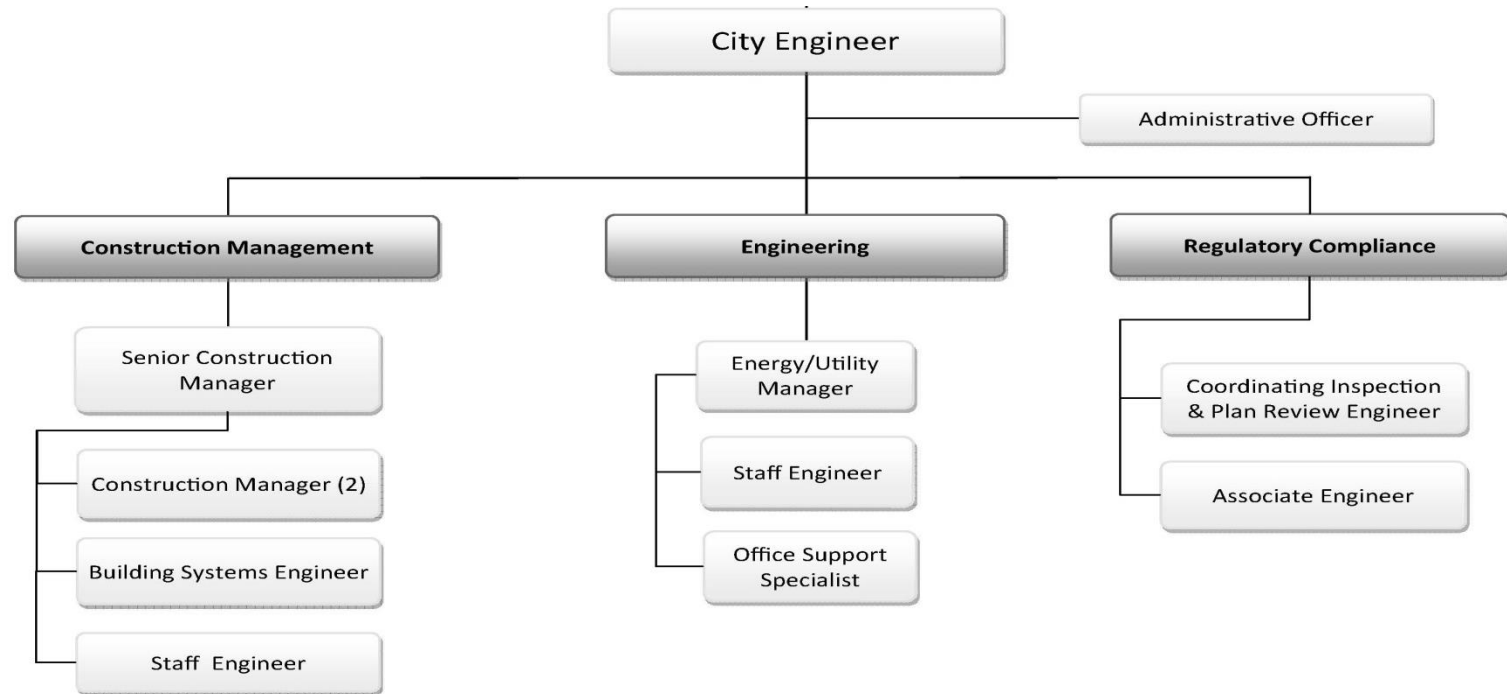 City Engineer
Administrative Officer
Construction Management
Engineering
Regulatory Compliance
Senior Construction
Manager
Construction Manager (2)
Building Systems Engineer
Staff  Engineer
Energy/Utility
Manager
Staff Engineer
Office Support
Specialist
Coordinating Inspection
& Plan Review Engineer
Associate Engineer